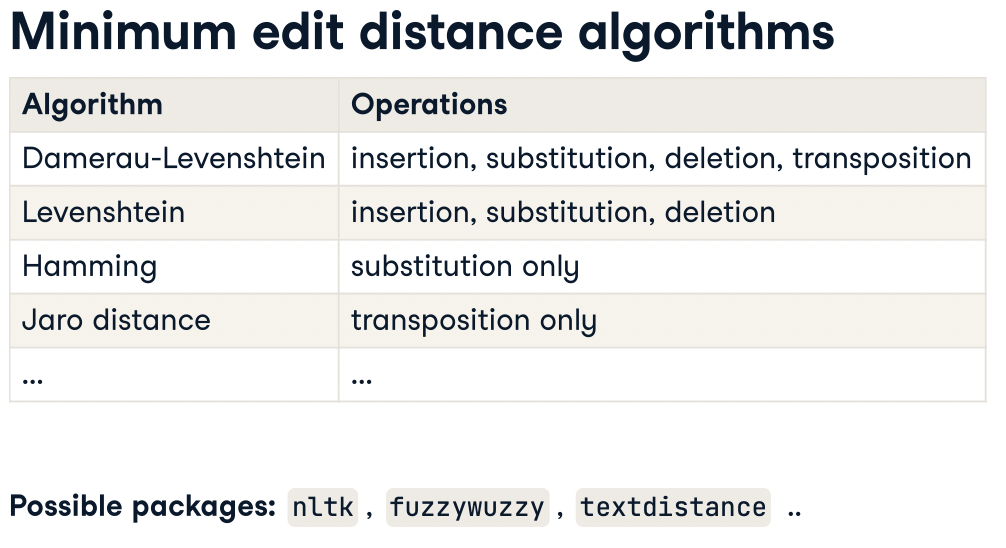 Minimum edit distance algorithms
Algorithm Operations
Damerau-Levenshtein insertion, substitution, deletion, transposition
Levenshtein insertion, substitution, deletion
Hamming substitution only
Jaro distance transposition only
... ...
Possible packages: nltk , fuzzywuzzy , textdistance ..